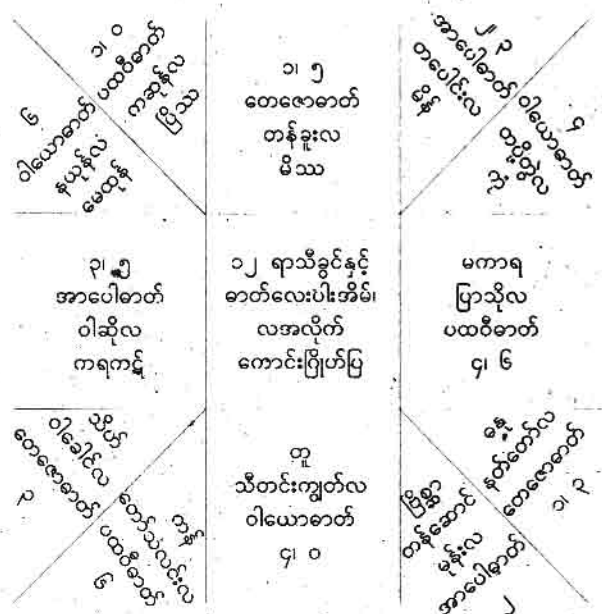 ၁၊ ၀
ပထဝီဓာတ်
ကဆုန်လ
ပြိဿ
၆
ဝါယောဓာတ်
နယုန်လ
မေထုန်
၁၊ ၅
တေဇောဓာတ်
တန်ခူးလ
မိဿ
အာပေါဓာတ်
တပေါင်းလ
မိန်
၄
ဝါယောဓာတ်
တပို့တွဲလ
၃၊ ၅
အာပေါဓာတ်
ဝါဆိုလ
ကရကဋ်
၁၂ ရာသီခွင်နှင့်
ဓာတ်လေးပါးအိမ်၊
လအလိုက်
ကောင်းဂြိုဟ်ပြ
မကာရ
ပြာသိုလ
ပထဝီဓာတ်
၄၊ ၆
သိဟ်
ဝါခေါင်လ
တေဇောဓာတ်
ကန်
တော်သလင်းလ
ပထဝီဓာတ်
၆
တူ
သီတင်းကျွတ်လ
ဝါယောဓာတ်
၄၊ ၀
ဗြိစ္ဆာ
တန်ဆောင်
မုန်းလ
အာပေါဓာတ်
၂
ဓနု
နတ်တော်လ
တေဇောဓာတ်
၁၊ ၃